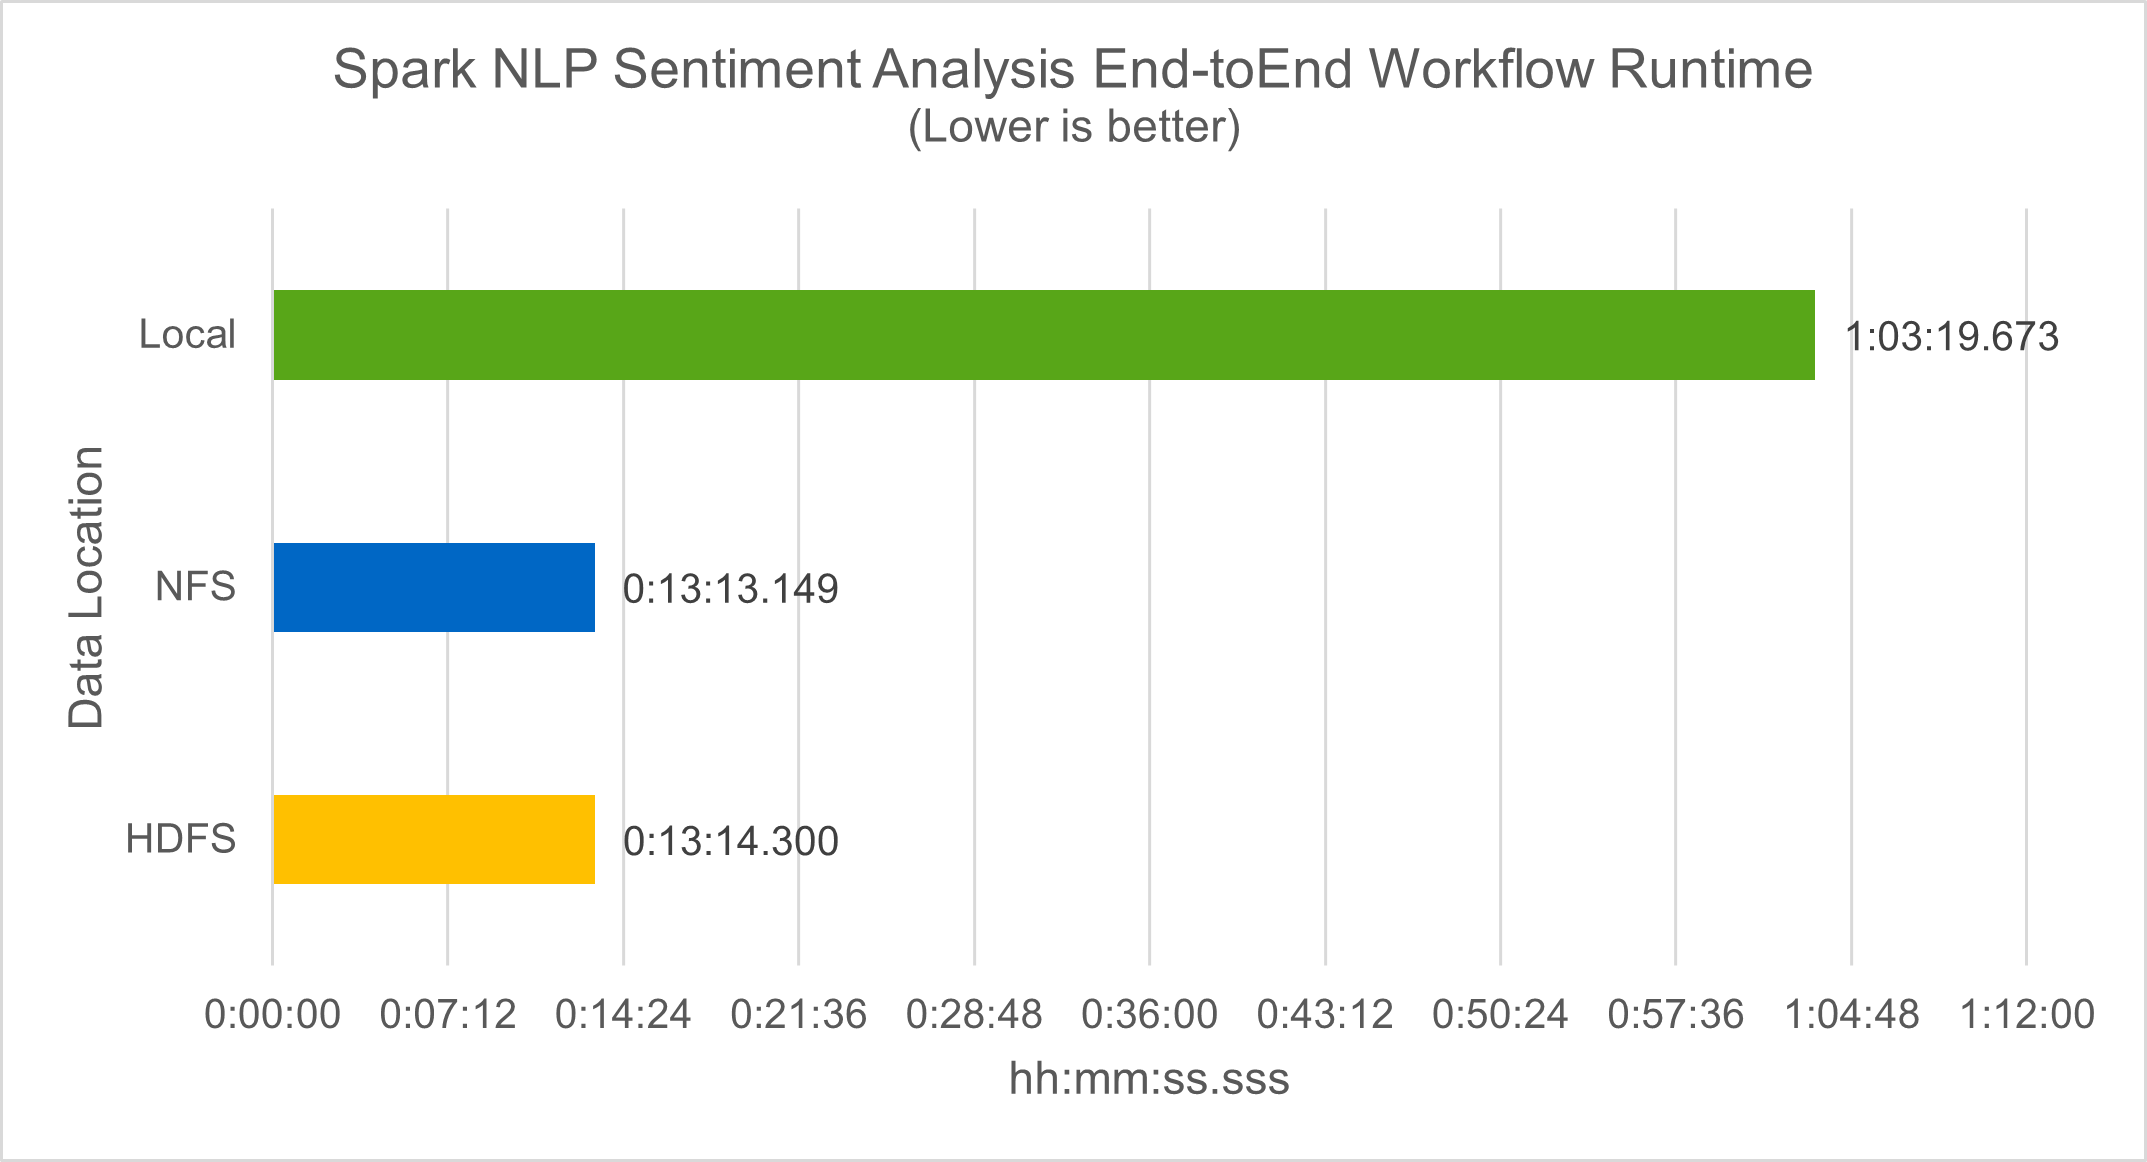 Spark NLP Sentiment Analysis End-toEnd Workflow Runtime
(Lower is better)
Local
1:03:19.673
NFS
0:13:13.149
HDFS
0:13:14.300
Data Location
0:00:00 0:07:12 0:14:24 0:21:36 0:28:48 0:36:00 0:43:12 0:50:24 0:57:36 1:04:48 1:12:00
hh:mm:ss.sss